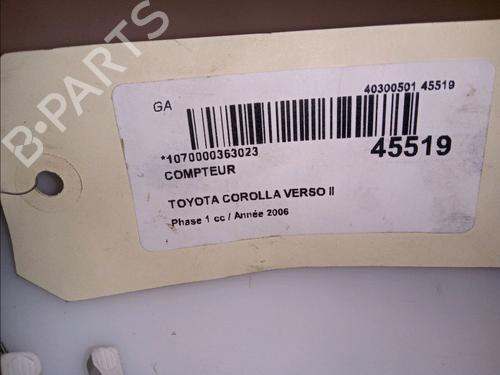 GA
40300501 45519
*1070000363023
45519
COMPTEUR
TOYOTA COROLLA VERSO II
Phase 1 cc / Année 2006
B-PARTS